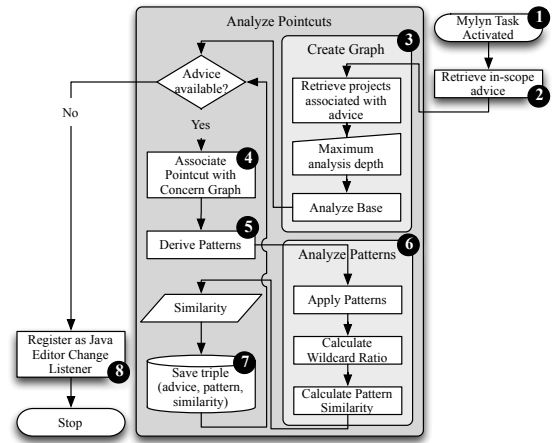 Analyze Pointcuts
1
Mylyn Task
Activated
Retrieve in-scope
advice
2
3
Create Graph
Retrieve projects
associated with
advice
Maximum
analysis depth
Analyze Base
Advice
available?
No
Yes
4
Associate
Pointcut with
Concern Graph
5
Derive Patterns
6
Analyze Patterns
Apply Patterns
Calculate
Wildcard Ratio
Calculate Pattern
Similarity
Similarity
7
Save triple
(advice, pattern,
similarity)
Register as Java
Editor Change
Listener
8
Stop